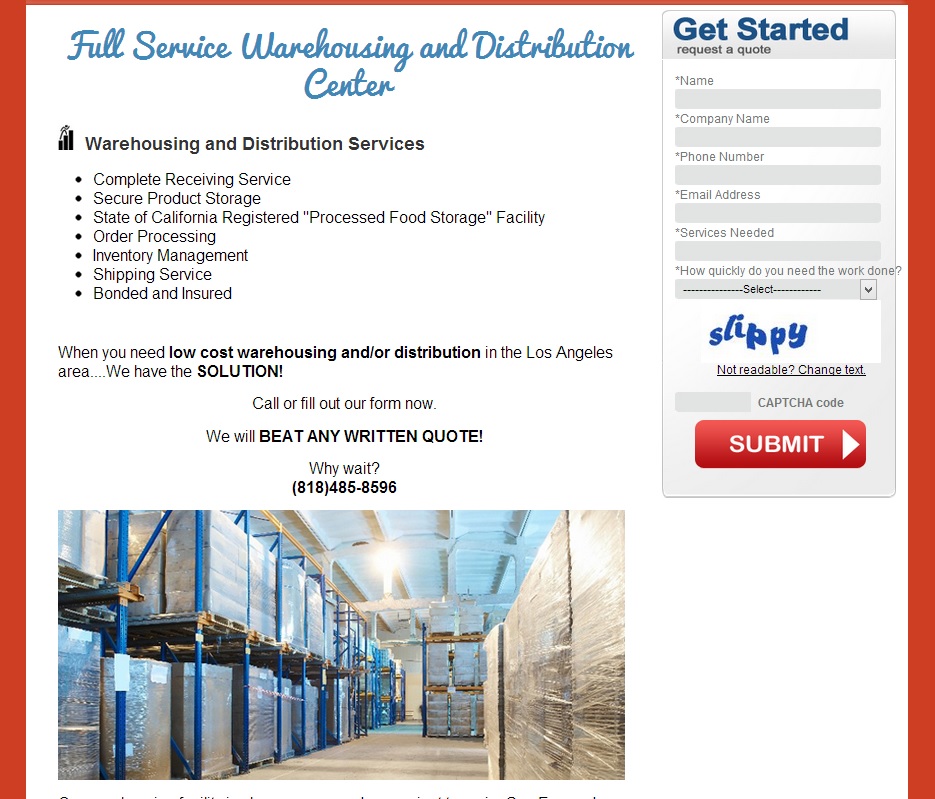 Full Service Warehousing and Distribution
Center
Warehousing and Distribution Services
Complete Receiving Service
Secure Product Storage
State of California Registered "Processed Food Storage" Facility
Order Processing
Inventory Management
Shipping Service
Bonded and Insured
When you need low cost warehousing and/or distribution in the Los Angeles
area....We have the SOLUTION!
Call or fill out our form now.
We will BEAT ANY WRITTEN QUOTE!
Why wait?
(818)485-8596
Get Started
request a quote
*Name
*Company Name
*Phone Number
*Email Address
*Services Needed
*How quickly do you need the work done?
---------------Select------------
slippy
Not readable? Change text.
CAPTCHA code
SUBMIT